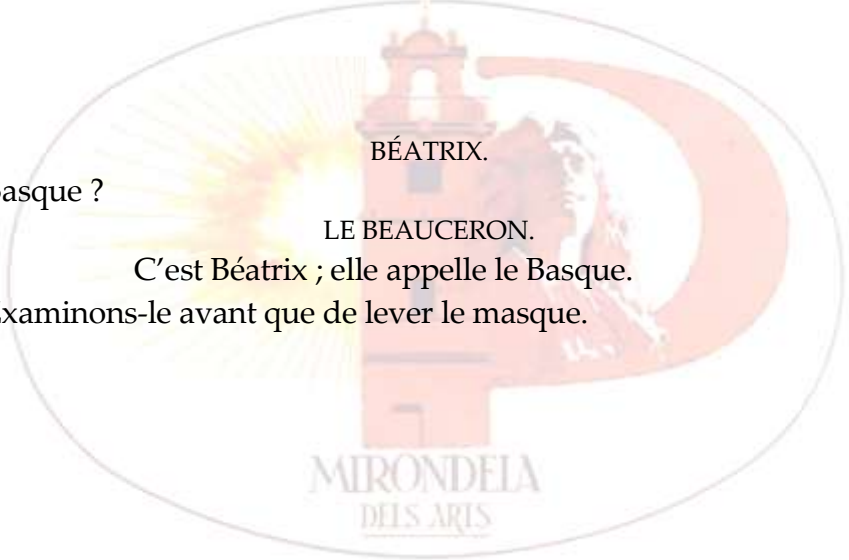 BÉATRIX.
asque ?
LE BEAUCERON.
C’est Béatrix ; elle appelle le Basque.
xaminons-le avant que de lever le masque.
MIRONDELA
DELS ARTS